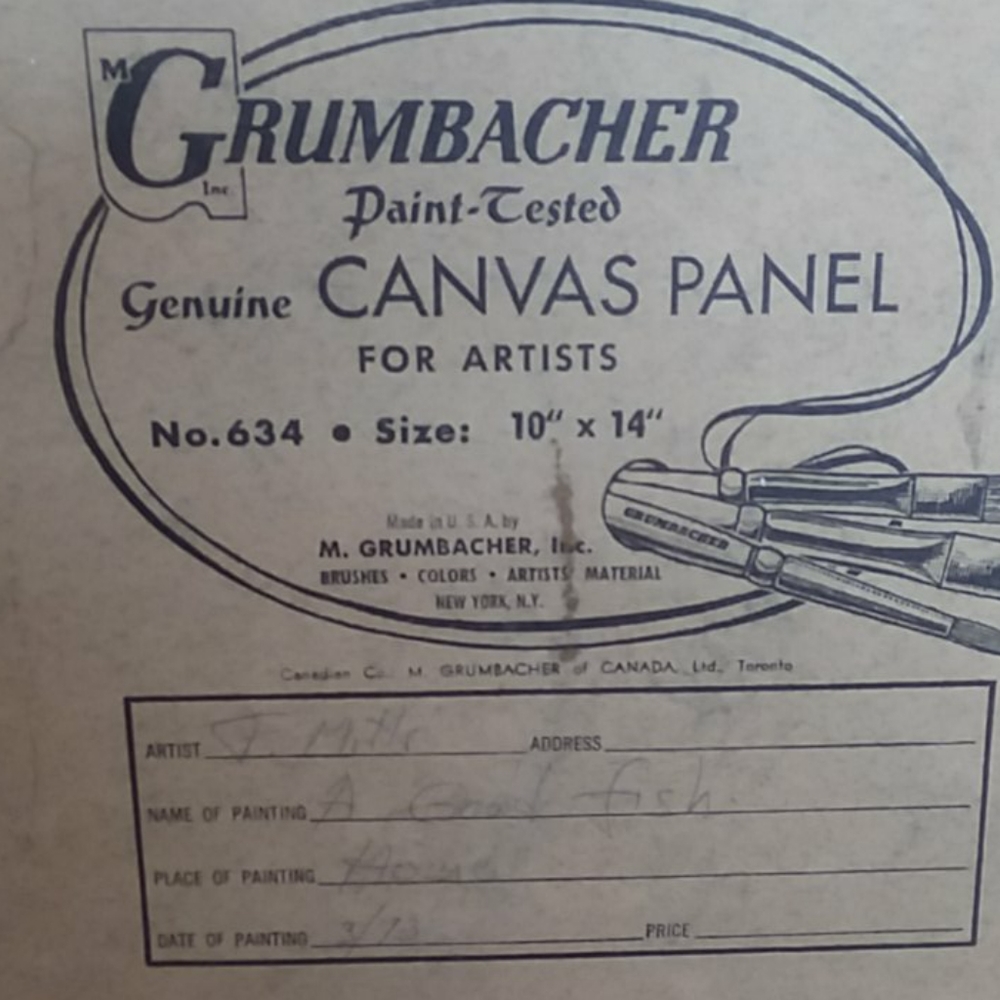 M. GRUMBACHER Inc.
Paint-Tested
Genuine CANVAS PANEL
FOR ARTISTS
No.634 • Size: 10" x 14"
Made in U. S. A. by
M. GRUMBACHER, Inc.
BRUSHES • COLORS • ARTISTS' MATERIAL
NEW YORK, N.Y.
GRUMBACHER
Canadian Co. M. GRUMBACHER of CANADA, Ltd., Toronto
ARTIST ADDRESS
NAME OF PAINTING A fish
PLACE OF PAINTING
DATE OF PAINTING PRICE